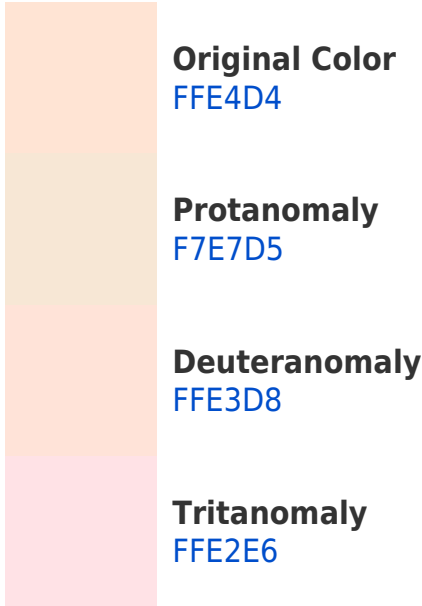 Original Color
FFE4D4
Protanomaly
F7E7D5
Deuteranomaly
FFE3D8
Tritanomaly
FFE2E6